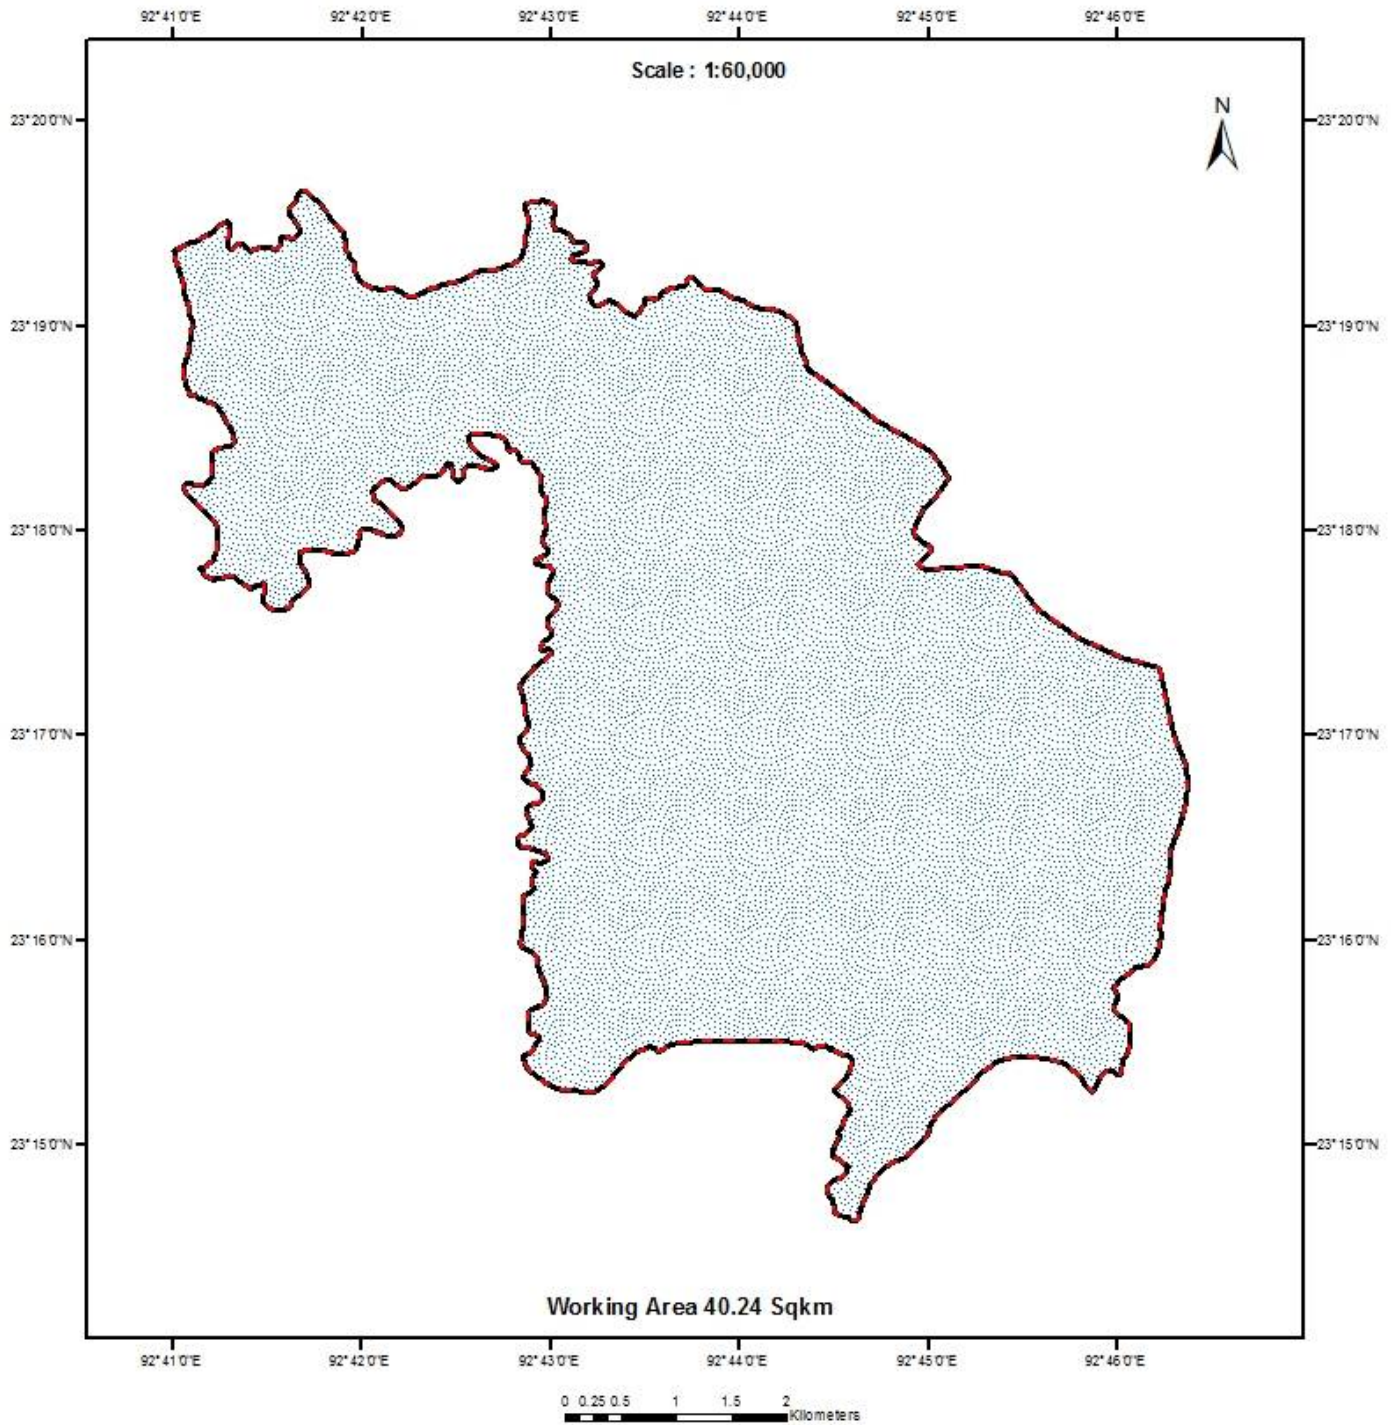 92°41'0"E 92°42'0"E 92°43'0"E 92°44'0"E 92°45'0"E 92°46'0"E
Scale : 1:60,000
N
23°20'0"N 23°20'0"N
23°19'0"N 23°19'0"N
23°18'0"N 23°18'0"N
23°17'0"N 23°17'0"N
23°16'0"N 23°16'0"N
23°15'0"N 23°15'0"N
Working Area 40.24 Sqkm
92°41'0"E 92°42'0"E 92°43'0"E 92°44'0"E 92°45'0"E 92°46'0"E
0 0.25 0.5 1 1.5 2
Kilometers